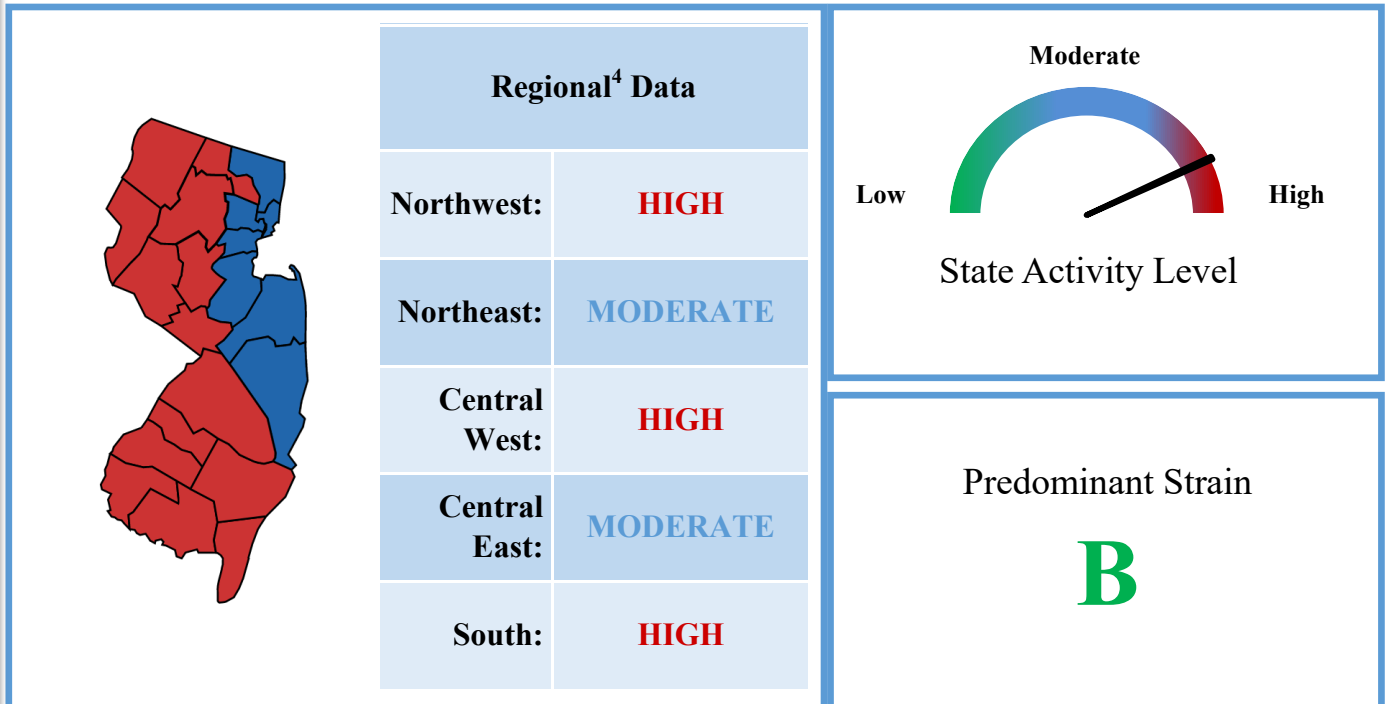 Regional⁴ Data
Northwest: HIGH
Northeast: MODERATE
Central
West: HIGH
Central
East: MODERATE
South: HIGH
Moderate
Low
High
State Activity Level
Predominant Strain
B